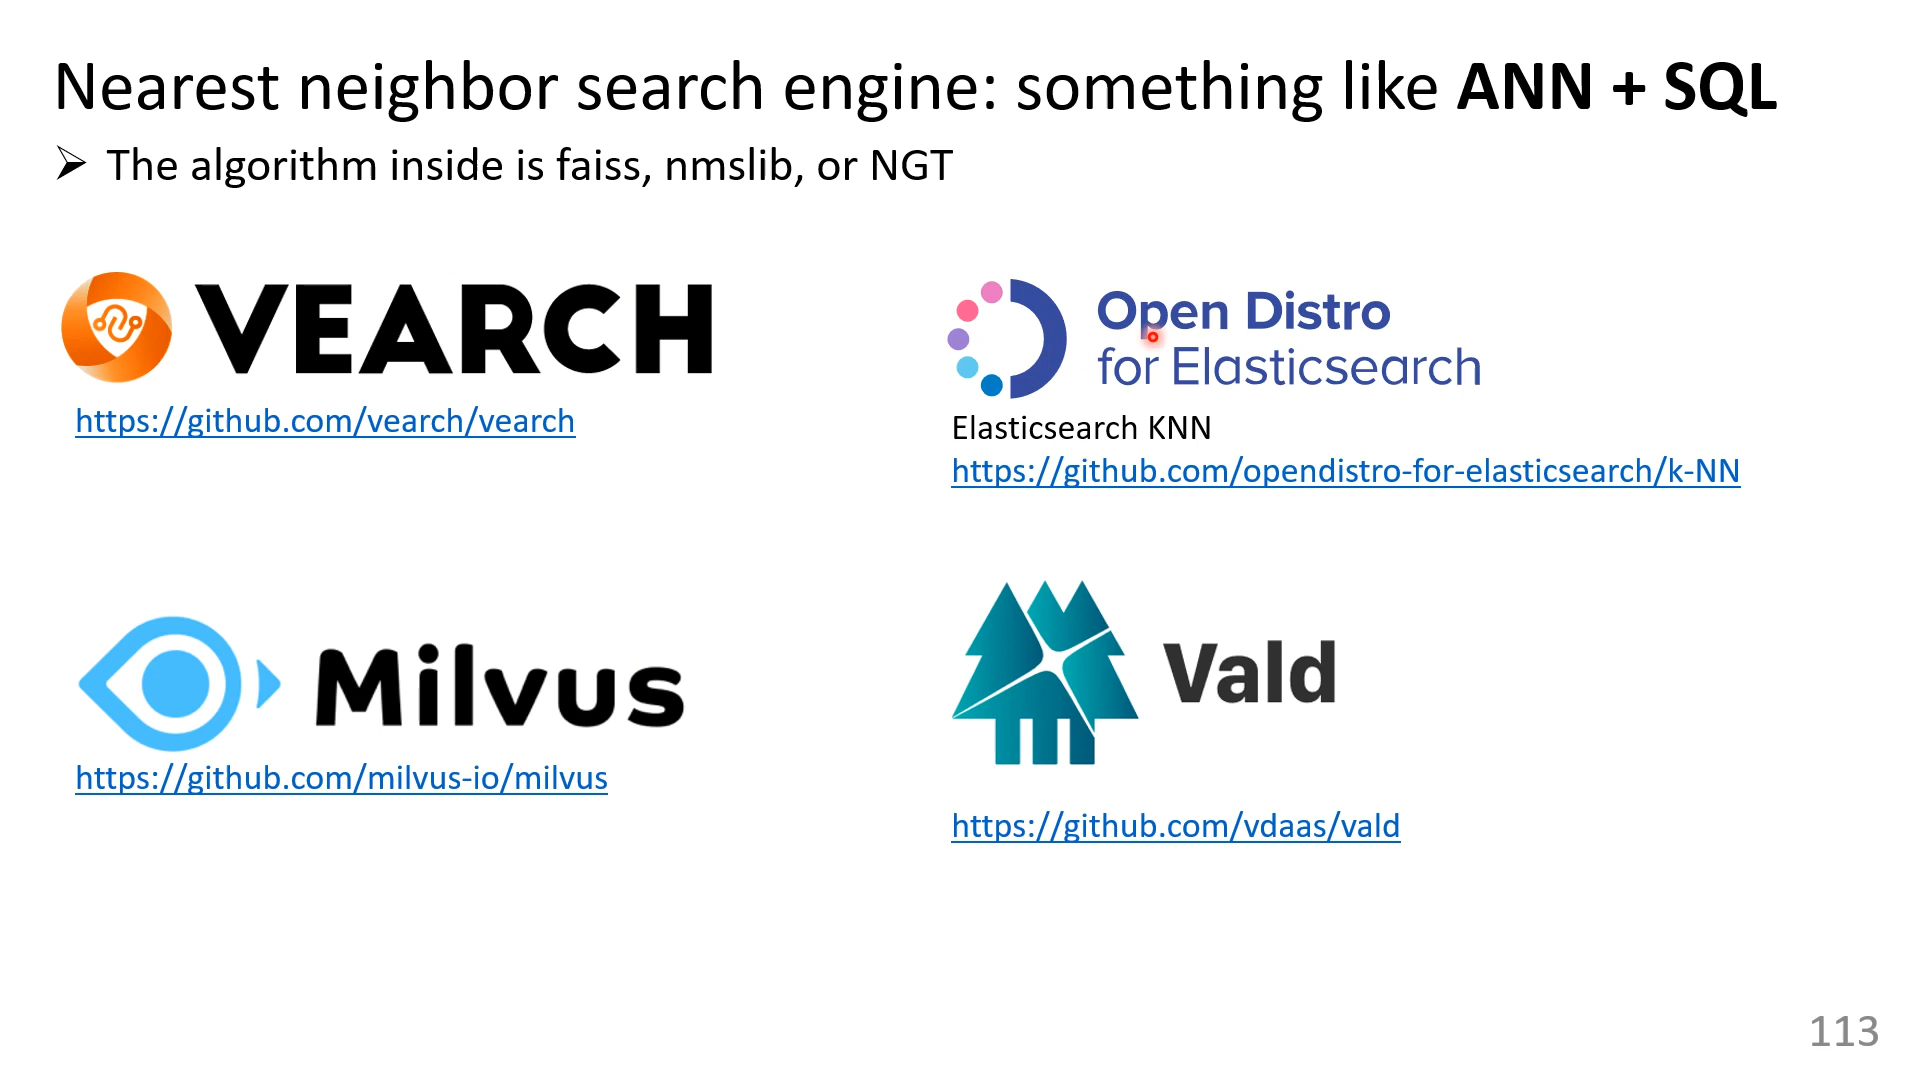 Nearest neighbor search engine: something like ANN + SQL
➢ The algorithm inside is faiss, nmslib, or NGT
VEARCH
https://github.com/vearch/vearch
Open Distro
for Elasticsearch
Elasticsearch KNN
https://github.com/opendistro-for-elasticsearch/k-NN
Milvus
https://github.com/milvus-io/milvus
Vald
https://github.com/vdaas/vald
113